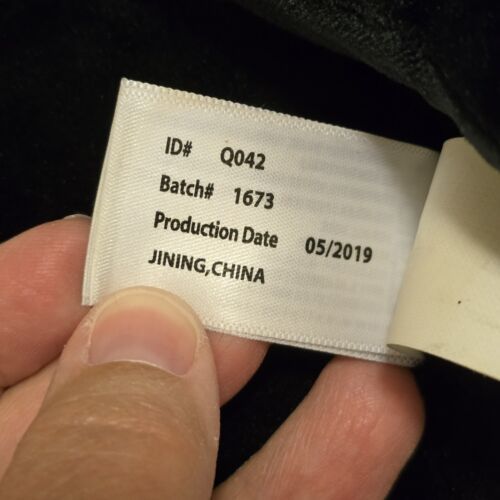 ID# Q042
Batch# 1673
Production Date 05/2019
JINING,CHINA